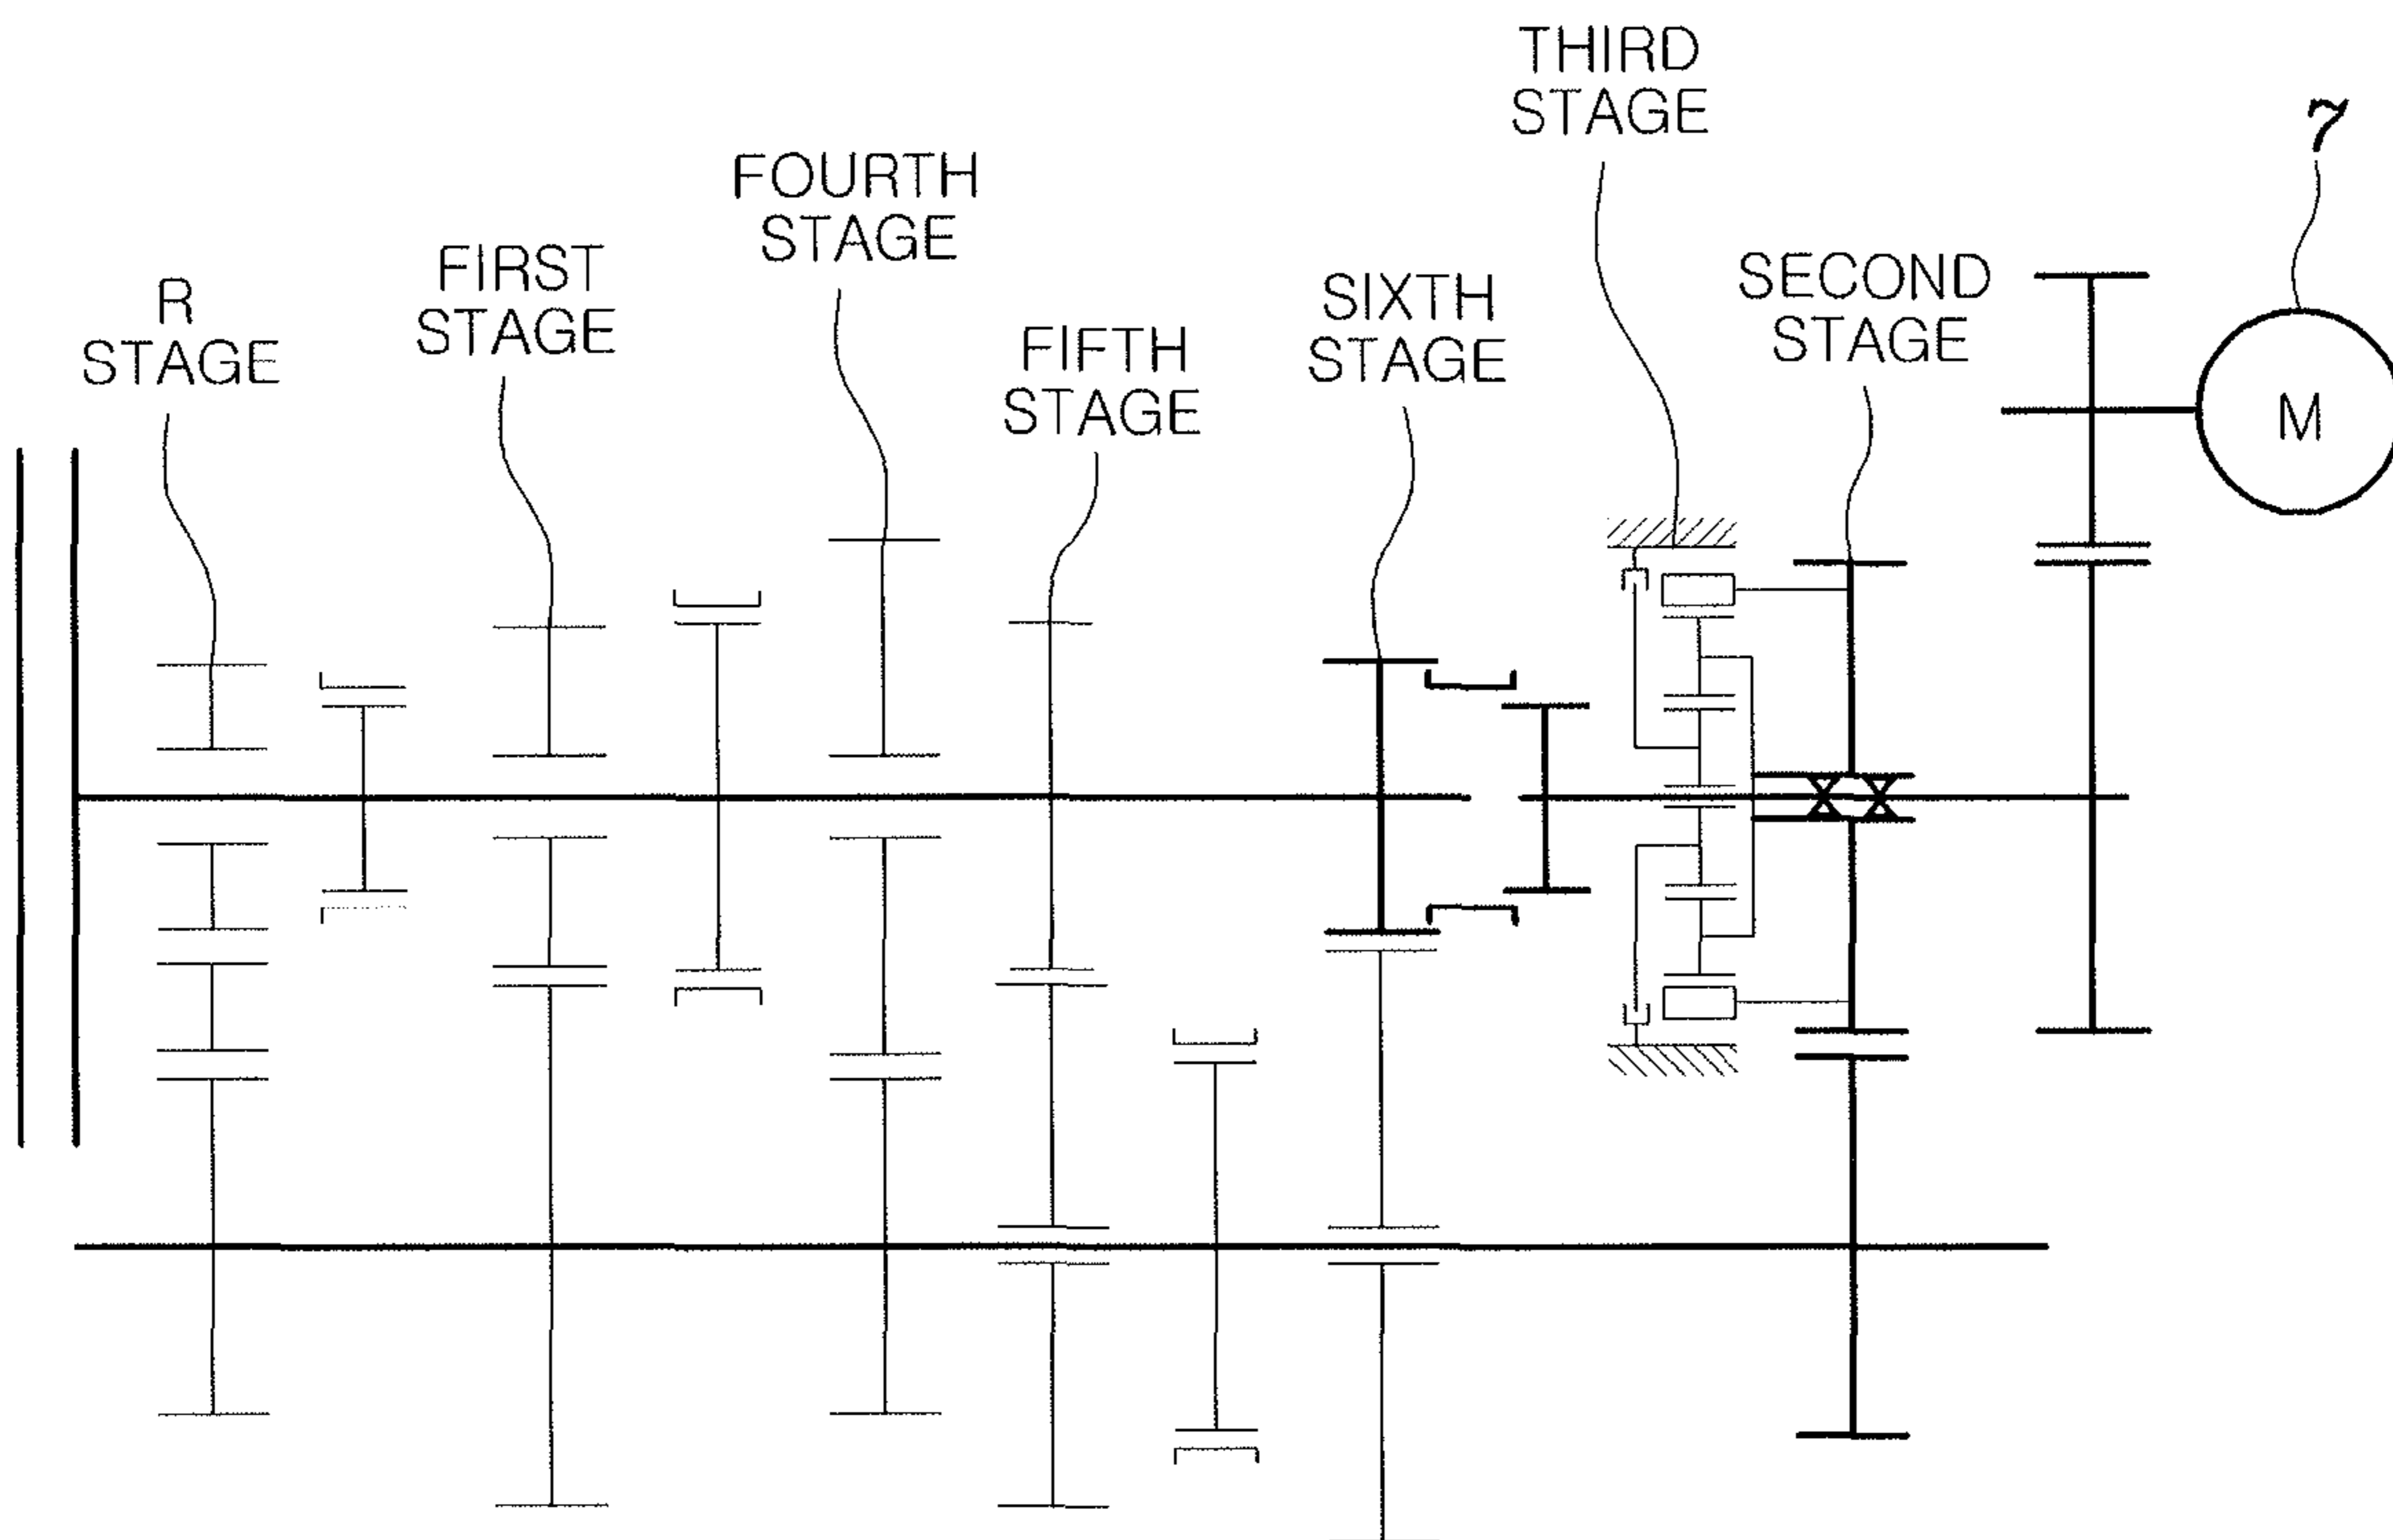 R
STAGE
FIRST
STAGE
FOURTH
STAGE
FIFTH
STAGE
SIXTH
STAGE
THIRD
STAGE
SECOND
STAGE
7
M